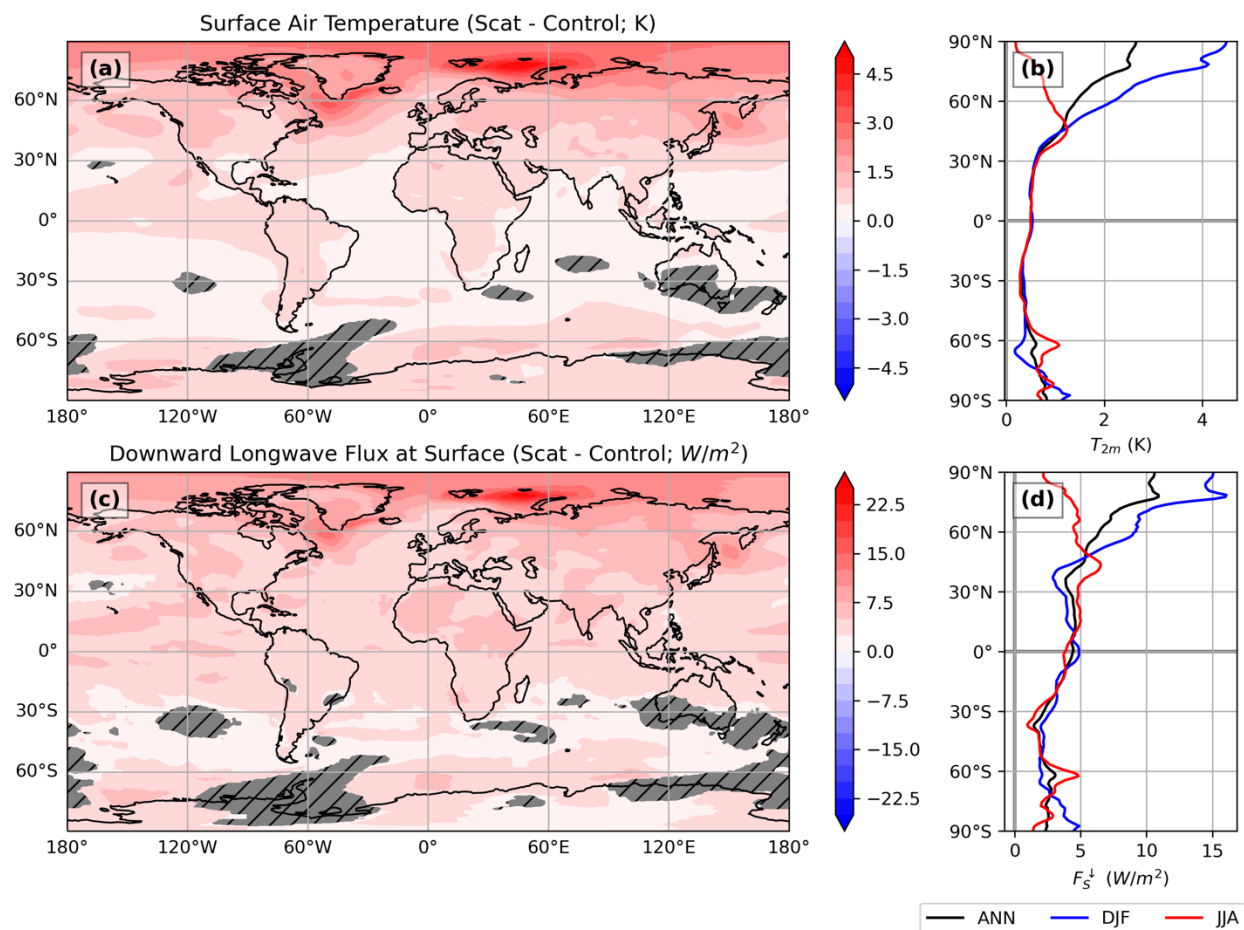 Surface Air Temperature (Scat - Control; K)
(a)
60°N
30°N
0°
30°S
60°S
180° 120°W 60°W 0° 60°E 120°E 180°
4.5
3.0
1.5
0.0
−1.5
−3.0
−4.5
(b)
90°N
60°N
30°N
0°
30°S
60°S
90°S
0 2 4
T2m (K)
Downward Longwave Flux at Surface (Scat - Control; W/m²)
(c)
60°N
30°N
0°
30°S
60°S
180° 120°W 60°W 0° 60°E 120°E 180°
22.5
15.0
7.5
0.0
−7.5
−15.0
−22.5
(d)
90°N
60°N
30°N
0°
30°S
60°S
90°S
0 5 10 15
F_S^↓ (W/m²)
ANN DJF JJA